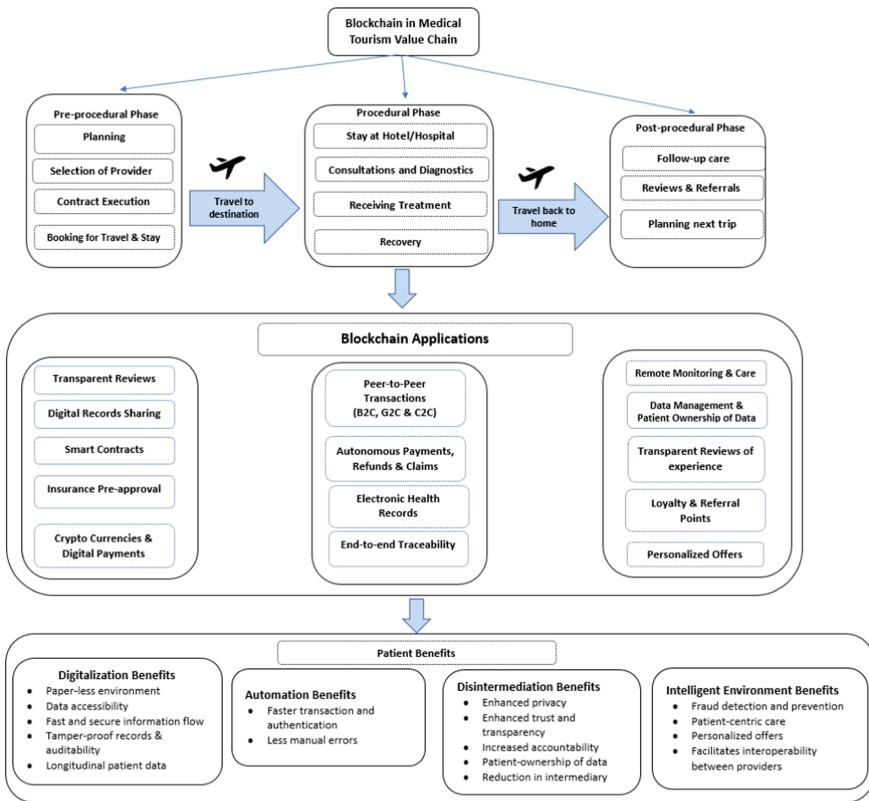 Blockchain in Medical
Tourism Value Chain
Pre-procedural Phase
Planning
Selection of Provider
Contract Execution
Booking for Travel & Stay
Travel to
destination
Procedural Phase
Stay at Hotel/Hospital
Consultations and Diagnostics
Receiving Treatment
Recovery
Travel back to
home
Post-procedural Phase
Follow-up care
Reviews & Referrals
Planning next trip
Blockchain Applications
Transparent Reviews
Digital Records Sharing
Smart Contracts
Insurance Pre-approval
Crypto Currencies &
Digital Payments
Peer-to-Peer
Transactions
(B2C, G2C & C2C)
Autonomous Payments,
Refunds & Claims
Electronic Health
Records
End-to-end Traceability
Remote Monitoring & Care
Data Management &
Patient Ownership of Data
Transparent Reviews of
experience
Loyalty & Referral
Points
Personalized Offers
Patient Benefits
Digitalization Benefits
• Paper-less environment
• Data accessibility
• Fast and secure information flow
• Tamper-proof records &
auditability
• Longitudinal patient data
Automation Benefits
• Faster transaction and
authentication
• Less manual errors
Disintermediation Benefits
• Enhanced privacy
• Enhanced trust and
transparency
• Increased accountability
• Patient-ownership of data
• Reduction in intermediary
Intelligent Environment Benefits
• Fraud detection and prevention
• Patient-centric care
• Personalized offers
• Facilitates interoperability
between providers